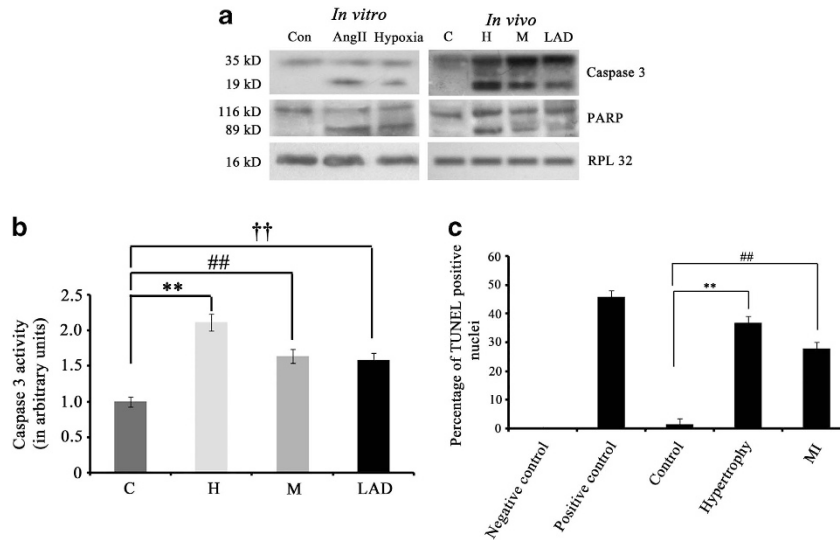 a
In vitro
In vivo
Con AngII Hypoxia
C H M LAD
35 kD
19 kD
Caspase 3
116 kD
89 kD
PARP
16 kD
RPL 32
b
††
##
**
Caspase 3 activity
(in arbitrary units)
2.5
2.0
1.5
1.0
0.5
0
C H M LAD
c
Percentage of TUNEL positive
nuclei
60
50
40
30
20
10
0
##
**
Negative control
Positive control
Control
Hypertrophy
MI